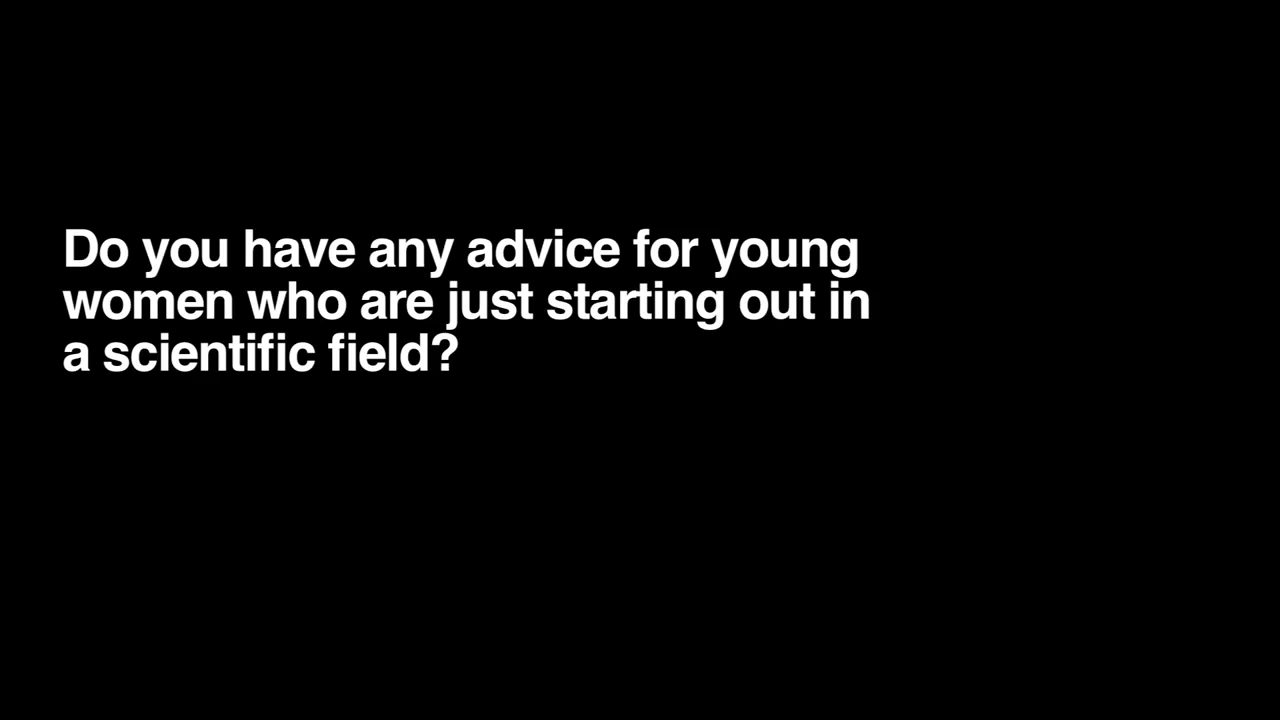 Do you have any advice for young
women who are just starting out in
a scientific field?